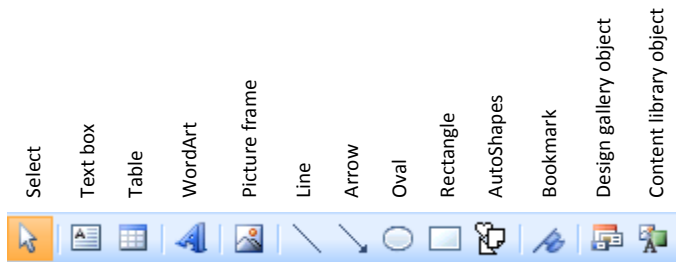 Select
Text box
Table
WordArt
Picture frame
Line
Arrow
Oval
Rectangle
AutoShapes
Bookmark
Design gallery object
Content library object